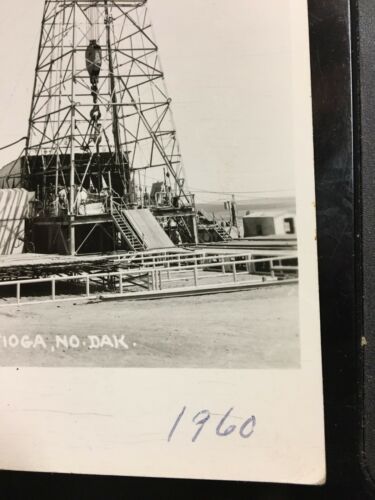 IOGA, NO. DAK.
1960